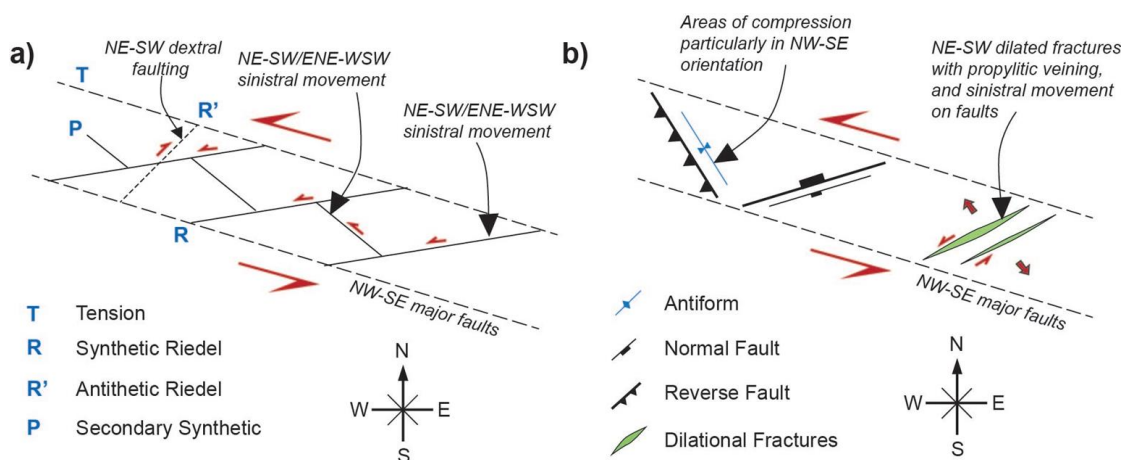 a)
NE-SW dextral
faulting
NE-SW/ENE-WSW
sinistral movement
NE-SW/ENE-WSW
sinistral movement
T
R'
P
R
NW-SE major faults
T Tension
R Synthetic Riedel
R' Antithetic Riedel
P Secondary Synthetic
N
W E
S
b)
Areas of compression
particularly in NW-SE
orientation
NE-SW dilated fractures
with propylitic veining,
and sinistral movement
on faults
NW-SE major faults
Antiform
Normal Fault
Reverse Fault
Dilational Fractures
N
W E
S